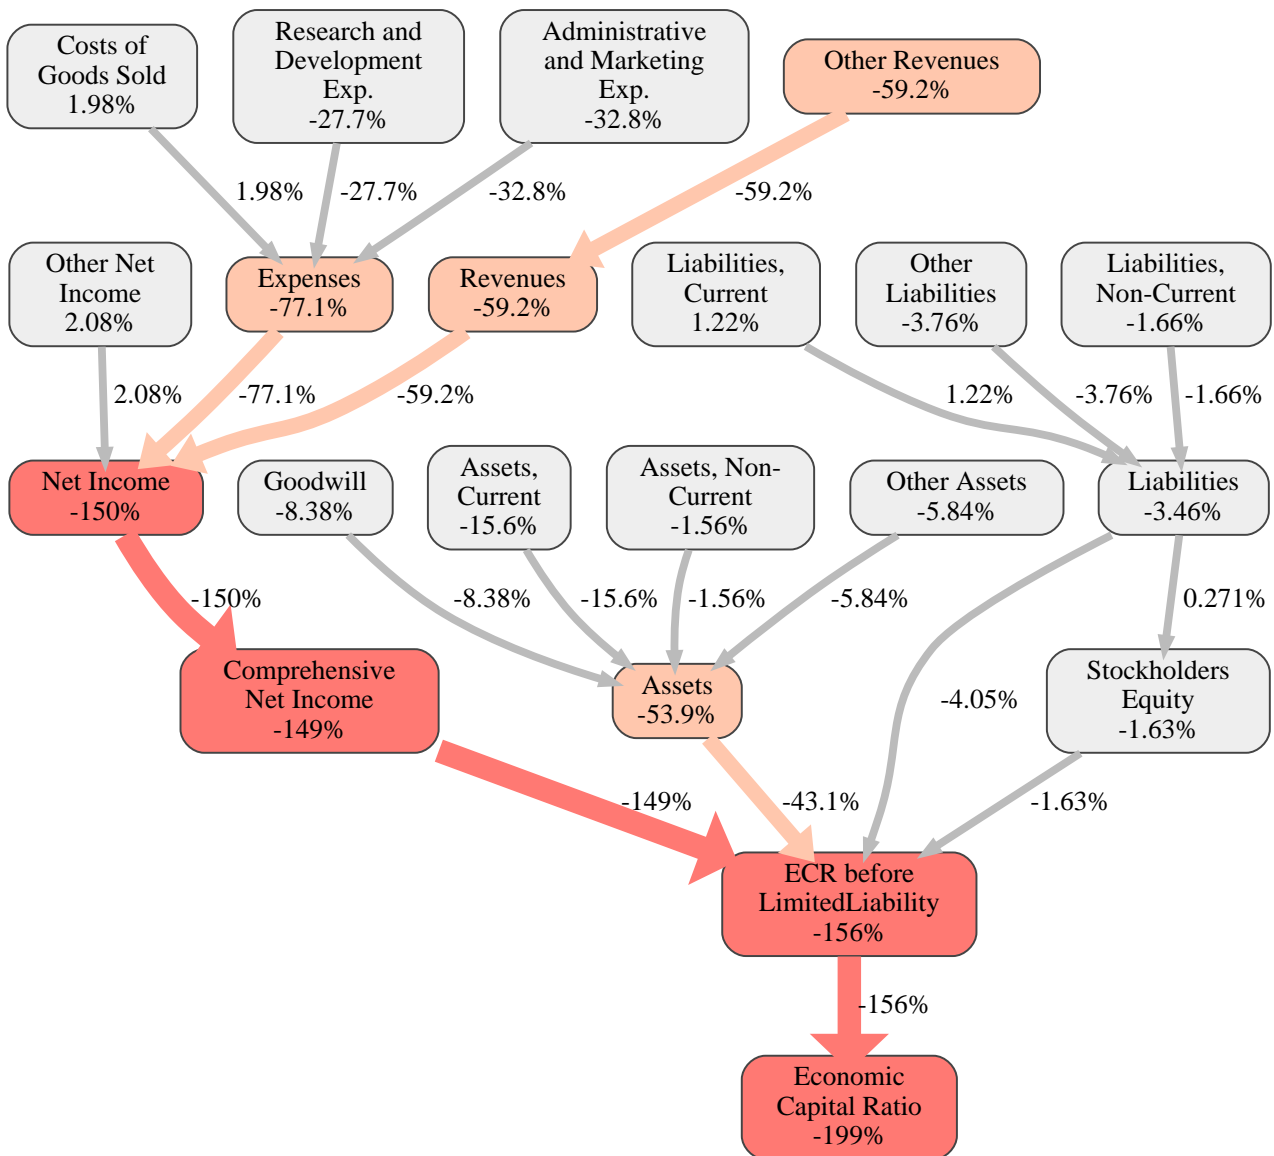 Costs of
Goods Sold
1.98%
Research and
Development
Exp.
-27.7%
Administrative
and Marketing
Exp.
-32.8%
Other Revenues
-59.2%
1.98%
-27.7%
-32.8%
-59.2%
Other Net
Income
2.08%
Expenses
-77.1%
Revenues
-59.2%
Liabilities,
Current
1.22%
Other
Liabilities
-3.76%
Liabilities,
Non-Current
-1.66%
2.08%
-77.1%
-59.2%
1.22%
-3.76%
-1.66%
Net Income
-150%
Goodwill
-8.38%
Assets,
Current
-15.6%
Assets, Non-
Current
-1.56%
Other Assets
-5.84%
Liabilities
-3.46%
-150%
-8.38%
-15.6%
-1.56%
-5.84%
0.271%
Comprehensive
Net Income
-149%
Assets
-53.9%
-4.05%
Stockholders
Equity
-1.63%
-149%
-43.1%
-1.63%
ECR before
LimitedLiability
-156%
-156%
Economic
Capital Ratio
-199%